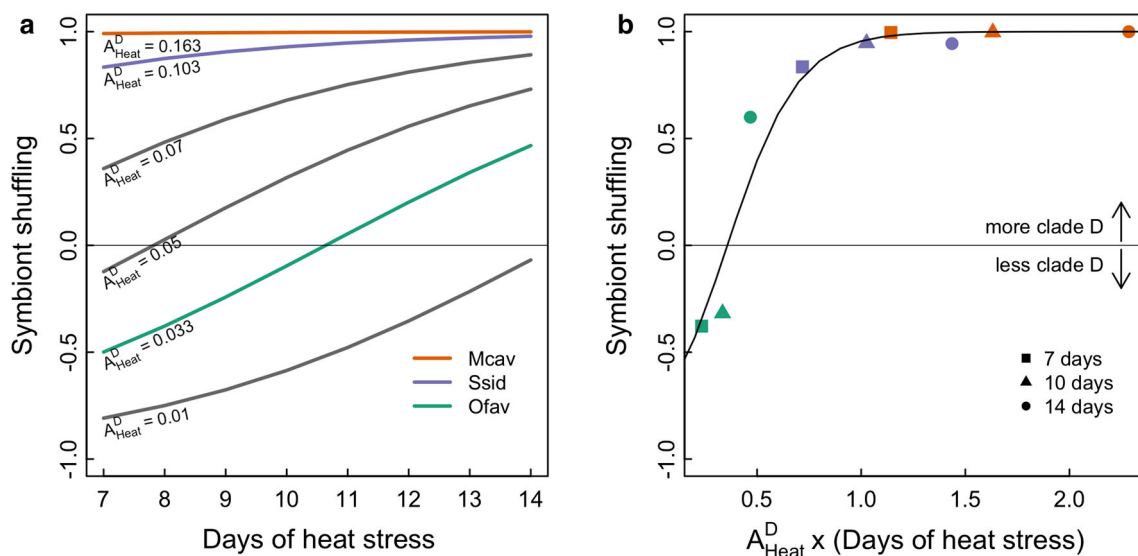 a
Symbiont shuffling
1.0
0.5
0.0
-0.5
-1.0
A^D_Heat = 0.163
A^D_Heat = 0.103
A^D_Heat = 0.07
A^D_Heat = 0.05
A^D_Heat = 0.033
A^D_Heat = 0.01
Mcav
Ssid
Ofav
7 8 9 10 11 12 13 14
Days of heat stress
b
Symbiont shuffling
1.0
0.5
0.0
-0.5
-1.0
more clade D
less clade D
7 days
10 days
14 days
0.5 1.0 1.5 2.0
A^D_Heat x (Days of heat stress)